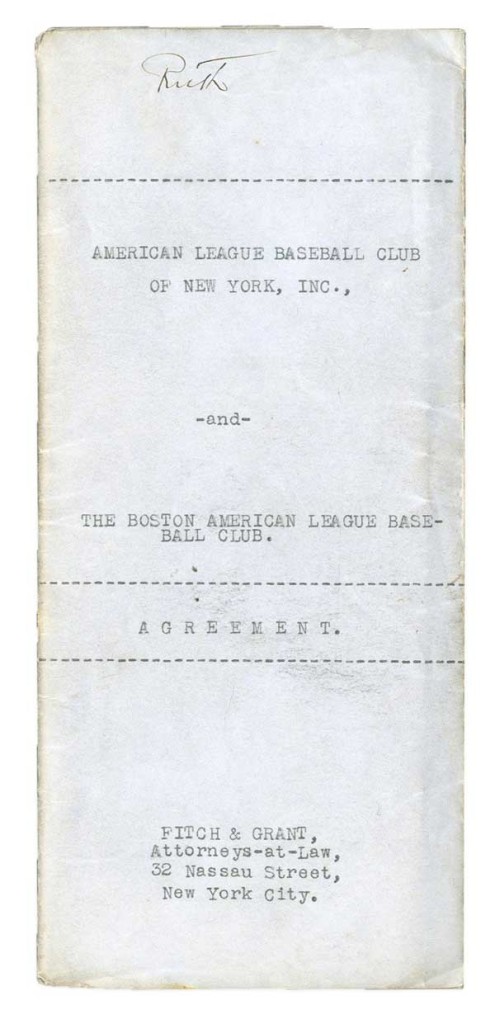 Ruth
AMERICAN LEAGUE BASEBALL CLUB
OF NEW YORK, INC.,
-and-
THE BOSTON AMERICAN LEAGUE BASE-
BALL CLUB.
A G R E E M E N T.
FITCH & GRANT,
Attorneys-at-Law,
32 Nassau Street,
New York City.